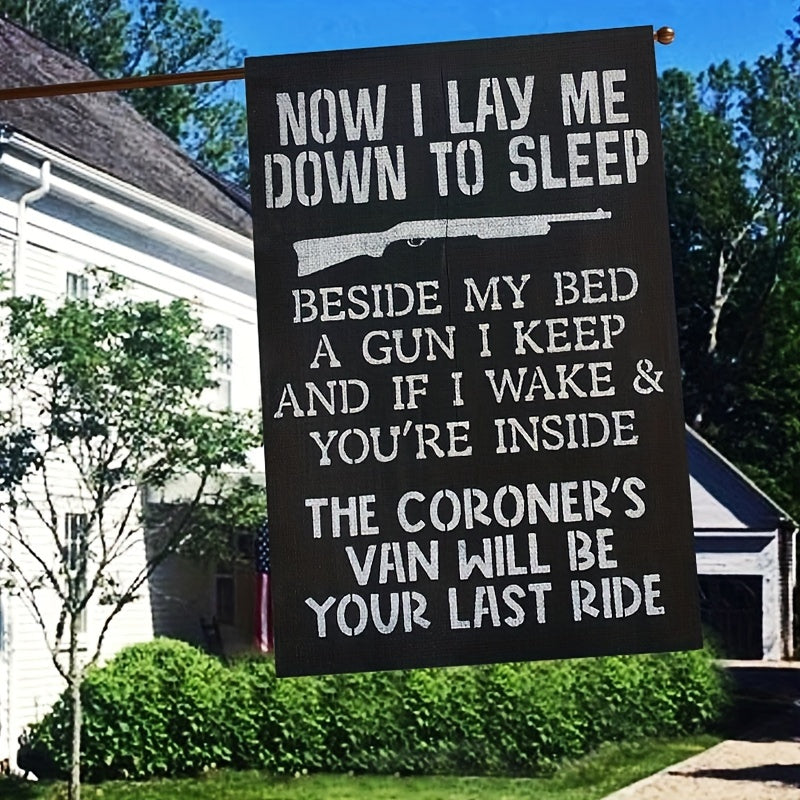 NOW I LAY ME
DOWN TO SLEEP
BESIDE MY BED
A GUN I KEEP
AND IF I WAKE &
YOU'RE INSIDE
THE CORONER'S
VAN WILL BE
YOUR LAST RIDE